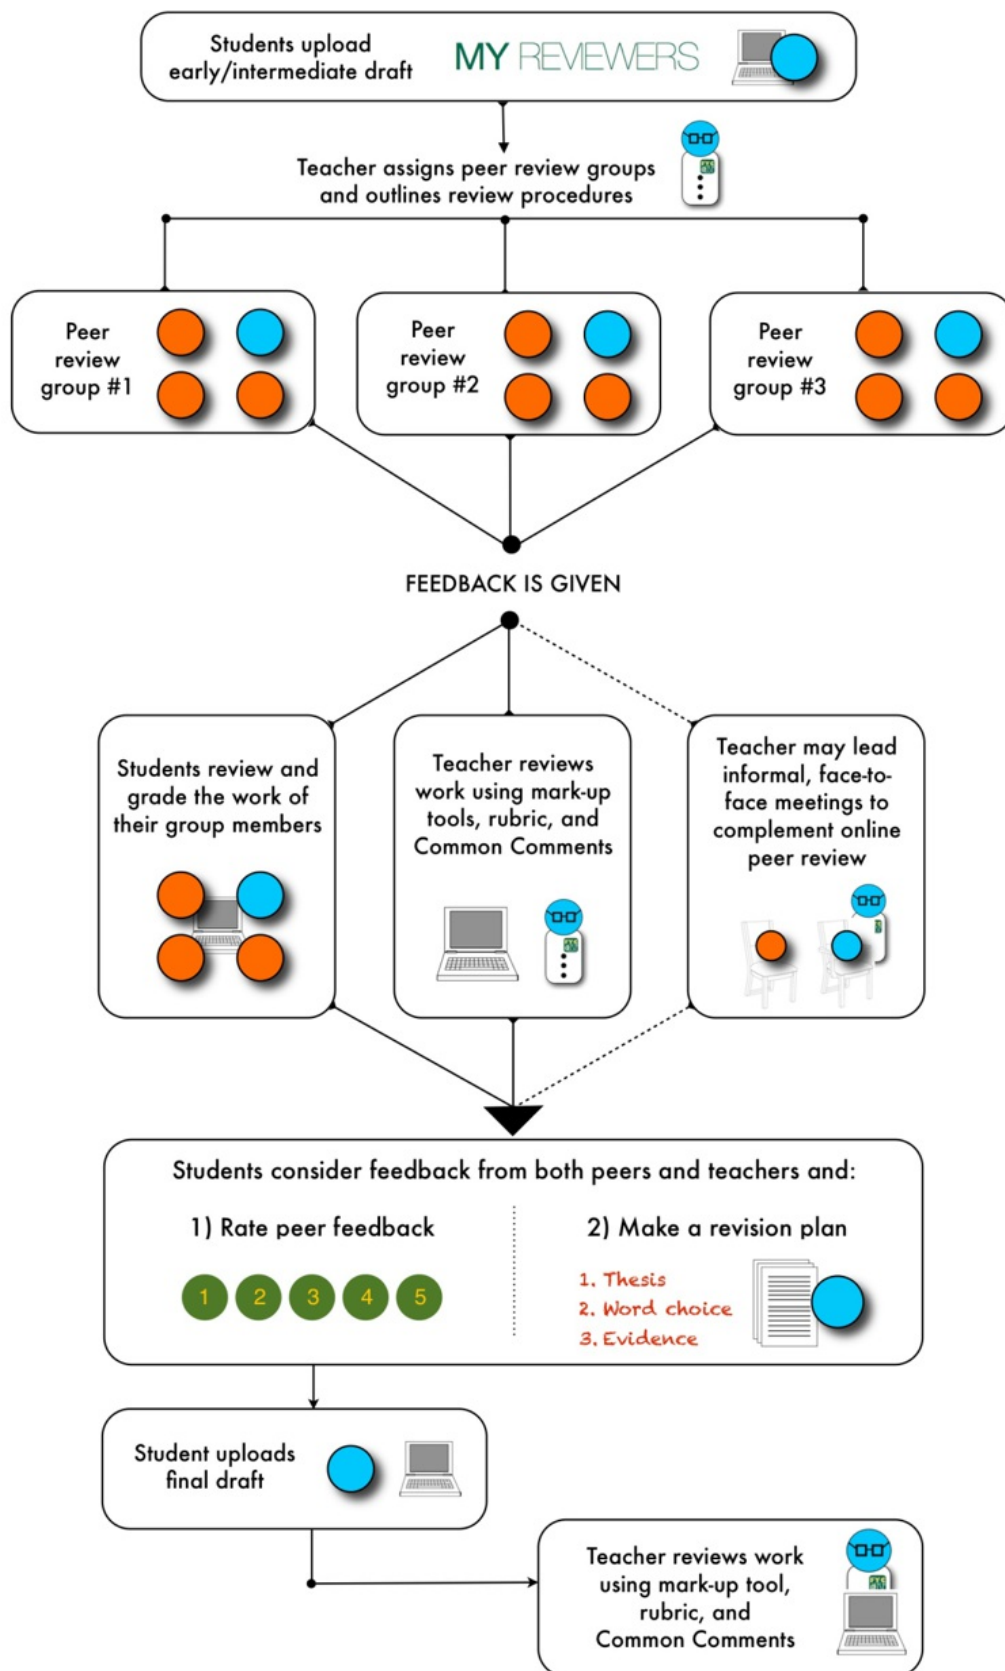 Students upload
early/intermediate draft
MY REVIEWERS
Teacher assigns peer review groups
and outlines review procedures
Peer
review
group #1
Peer
review
group #2
Peer
review
group #3
FEEDBACK IS GIVEN
Students review and
grade the work of
their group members
Teacher reviews
work using mark-up
tools, rubric, and
Common Comments
Teacher may lead
informal, face-to-
face meetings to
complement online
peer review
Students consider feedback from both peers and teachers and:
1) Rate peer feedback
1 2 3 4 5
2) Make a revision plan
1. Thesis
2. Word choice
3. Evidence
Student uploads
final draft
Teacher reviews work
using mark-up tool,
rubric, and
Common Comments